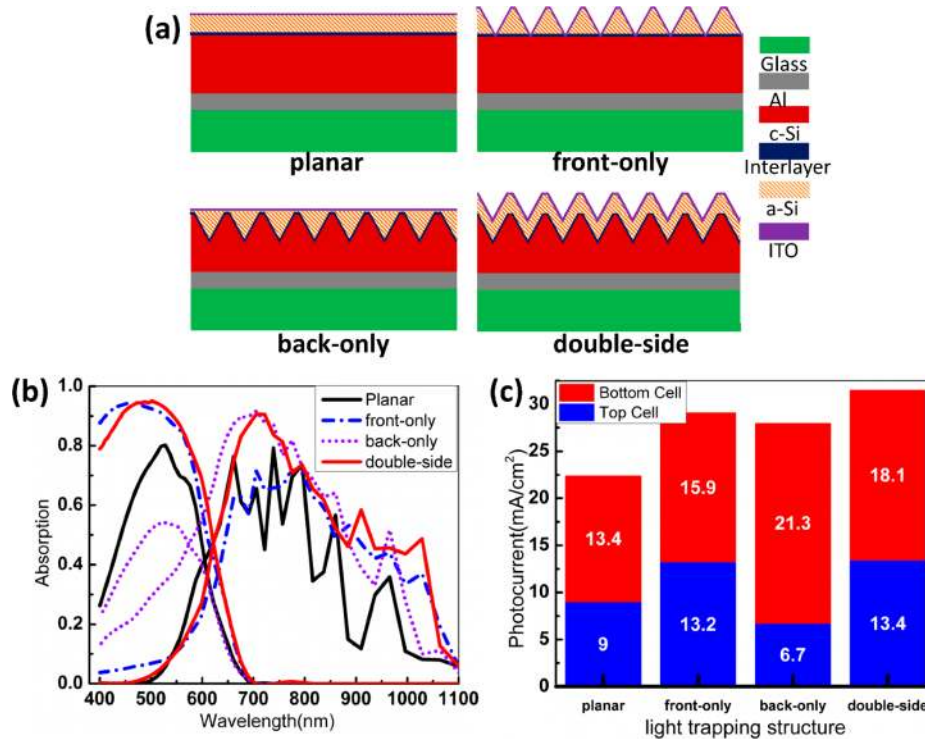 (a)
planar
front-only
back-only
double-side
Glass
Al
c-Si
Interlayer
a-Si
ITO
(b)
1.0
0.8
0.6
0.4
0.2
0.0
Absorption
400 500 600 700 800 900 1000 1100
Wavelength(nm)
Planar
front-only
back-only
double-side
(c)
30
25
20
15
10
5
0
Photocurrent(mA/cm²)
Bottom Cell
Top Cell
13.4
9
15.9
13.2
21.3
6.7
18.1
13.4
planar front-only back-only double-side
light trapping structure